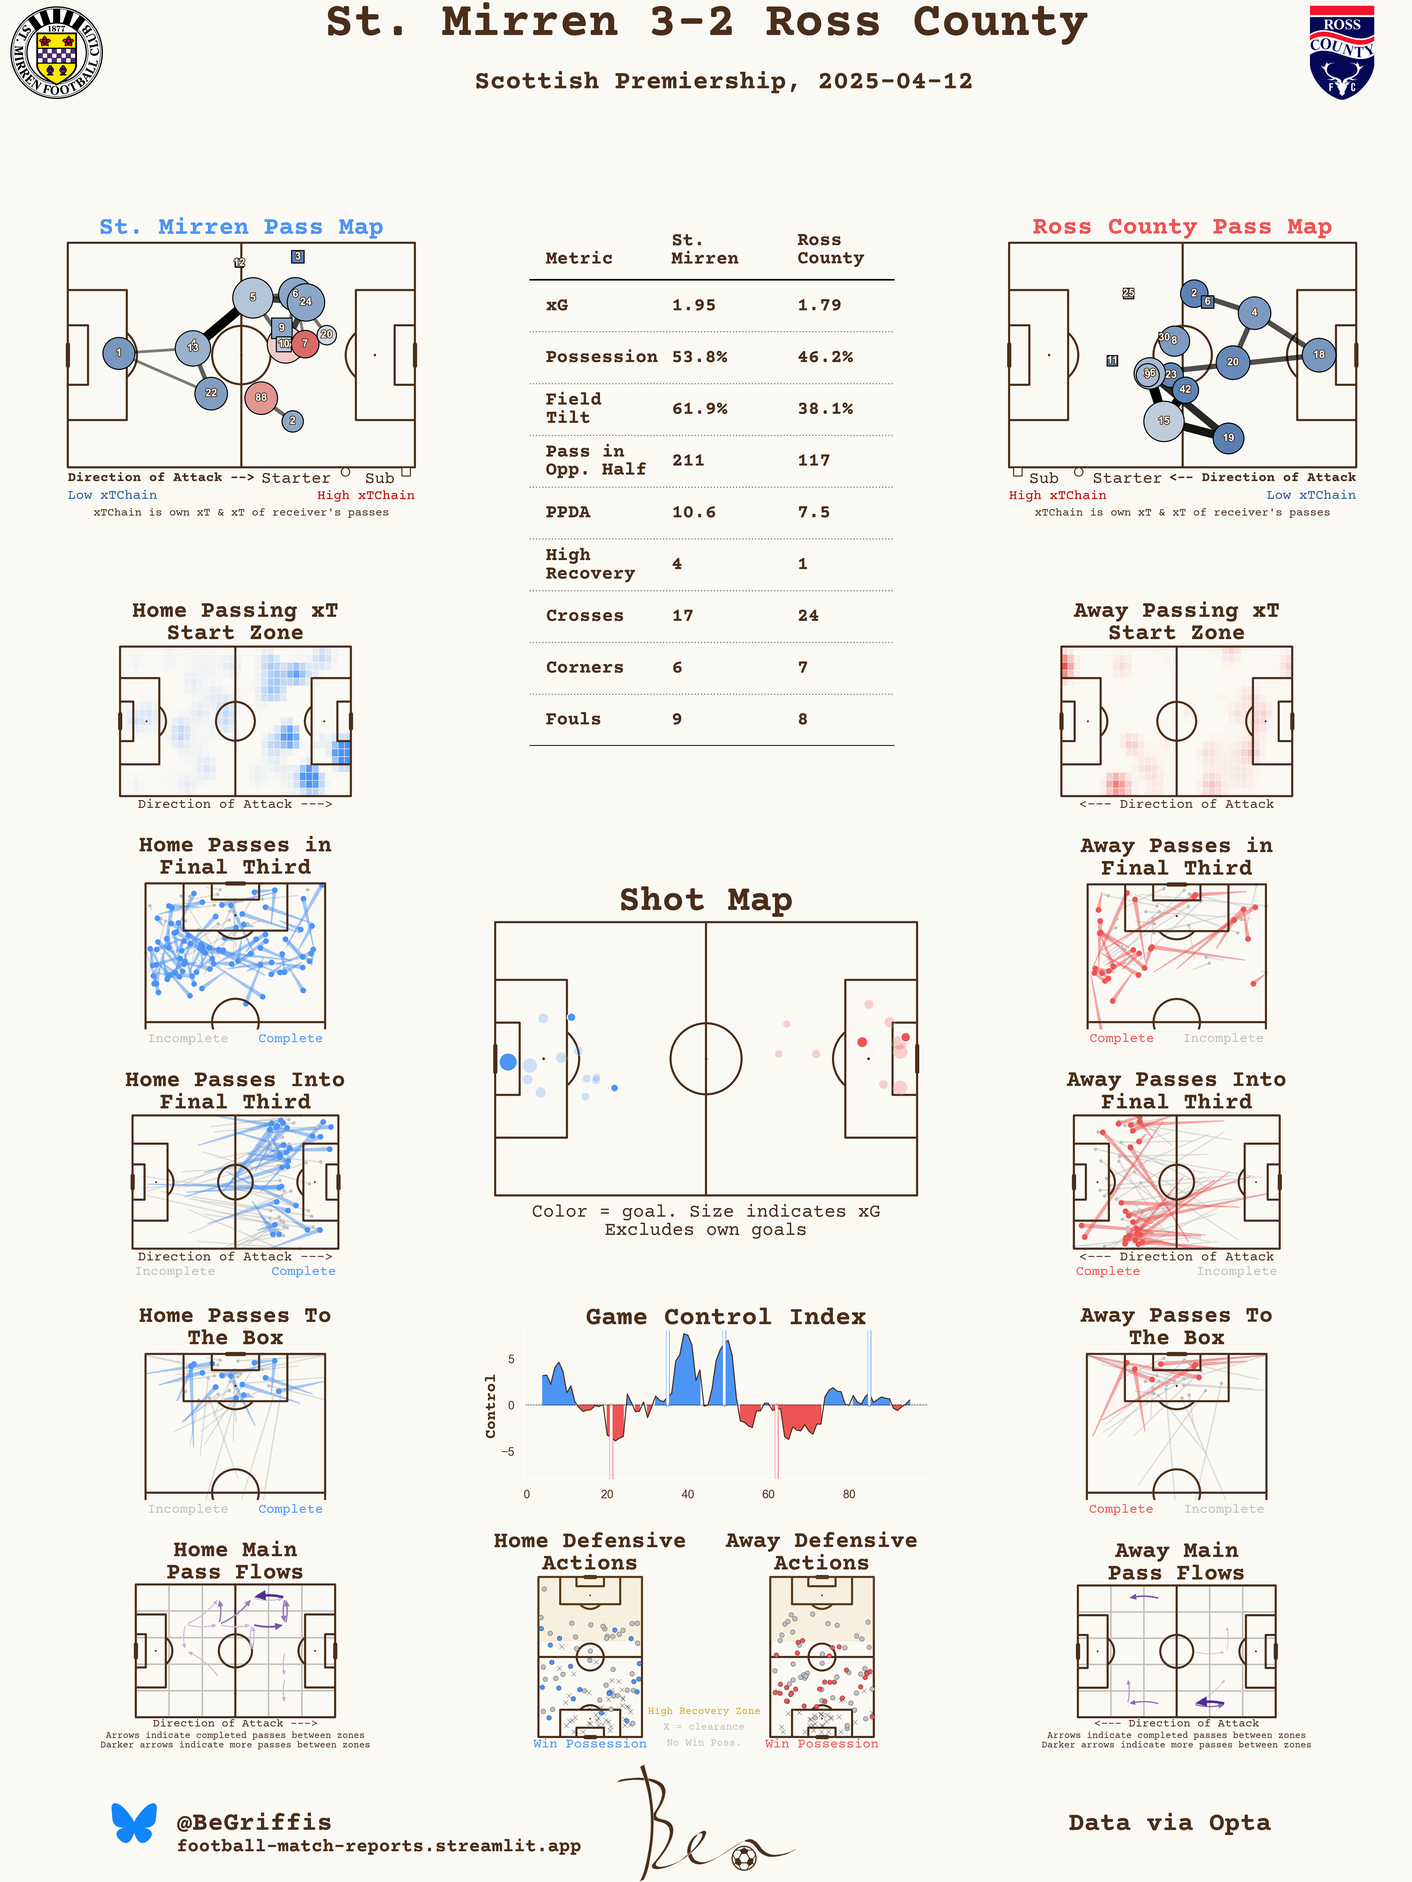 St. Mirren 3-2 Ross County
Scottish Premiership, 2025-04-12
1877
ST. MIRREN FOOTBALL CLUB
ROSS
COUNTY
F C
St. Mirren Pass Map
12
3
5
6
24
9
20
10
7
1
13
22
88
2
Direction of Attack --> Starter Sub
Low xTChain High xTChain
xTChain is own xT & xT of receiver's passes
Metric St. Mirren Ross County
xG 1.95 1.79
Possession 53.8% 46.2%
Field Tilt 61.9% 38.1%
Pass in Opp. Half 211 117
PPDA 10.6 7.5
High Recovery 4 1
Crosses 17 24
Corners 6 7
Fouls 9 8
Ross County Pass Map
25
2
6
4
30
8
18
11
20
9
23
42
15
19
Sub Starter <-- Direction of Attack
High xTChain Low xTChain
xTChain is own xT & xT of receiver's passes
Home Passing xT
Start Zone
Direction of Attack --->
Away Passing xT
Start Zone
<--- Direction of Attack
Home Passes in
Final Third
Incomplete Complete
Away Passes in
Final Third
Complete Incomplete
Shot Map
Color = goal. Size indicates xG
Excludes own goals
Home Passes Into
Final Third
Direction of Attack --->
Incomplete Complete
Away Passes Into
Final Third
<--- Direction of Attack
Complete Incomplete
Home Passes To
The Box
Incomplete Complete
Game Control Index
Control
5
0
−5
0 20 40 60 80
Away Passes To
The Box
Complete Incomplete
Home Main
Pass Flows
Direction of Attack --->
Arrows indicate completed passes between zones
Darker arrows indicate more passes between zones
Home Defensive
Actions
Win Possession
Away Defensive
Actions
Win Possession
High Recovery Zone
X = clearance
No Win Poss.
Away Main
Pass Flows
<--- Direction of Attack
Arrows indicate completed passes between zones
Darker arrows indicate more passes between zones
@BeGriffis
football-match-reports.streamlit.app
Ben
Data via Opta